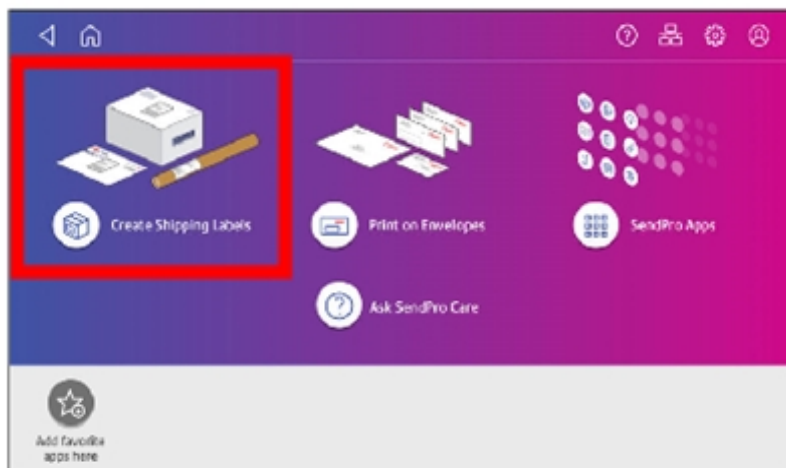 Create Shipping Labels
Print on Envelopes
SendPro Apps
Ask SendPro Care
Add favorite
apps here